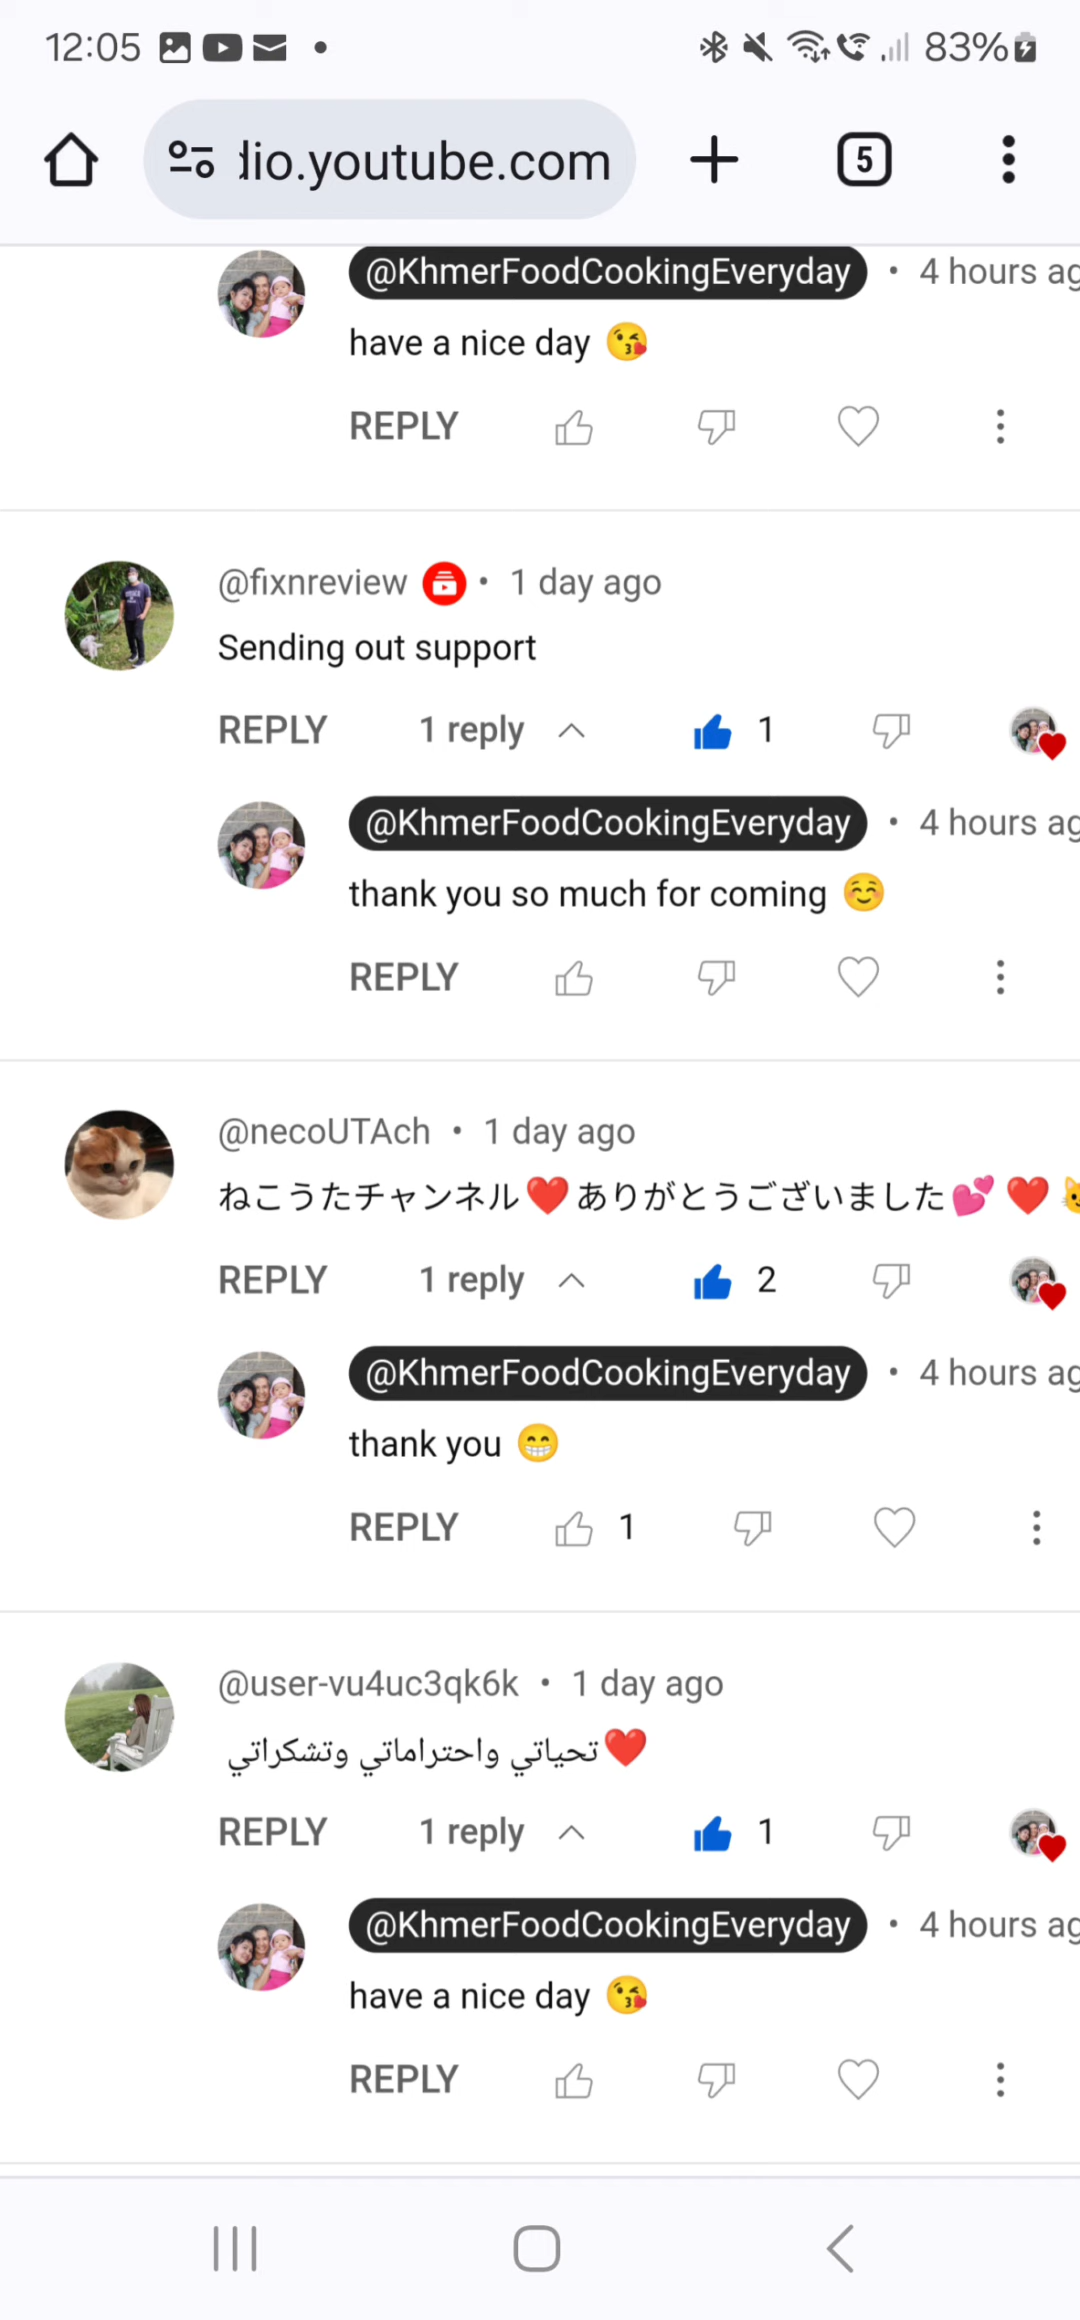 12:05
83%
dio.youtube.com
5
@KhmerFoodCookingEveryday • 4 hours ag
have a nice day 😘
REPLY
@fixnreview • 1 day ago
Sending out support
REPLY 1 reply 1
@KhmerFoodCookingEveryday • 4 hours ag
thank you so much for coming ☺️
REPLY
@necoUTAch • 1 day ago
ねこうたチャンネル❤️ありがとうございました💕❤️
REPLY 1 reply 2
@KhmerFoodCookingEveryday • 4 hours ag
thank you 😁
REPLY 1
@user-vu4uc3qk6k • 1 day ago
تحياتي واحتراماتي وتشكراتي❤️
REPLY 1 reply 1
@KhmerFoodCookingEveryday • 4 hours ag
have a nice day 😘
REPLY